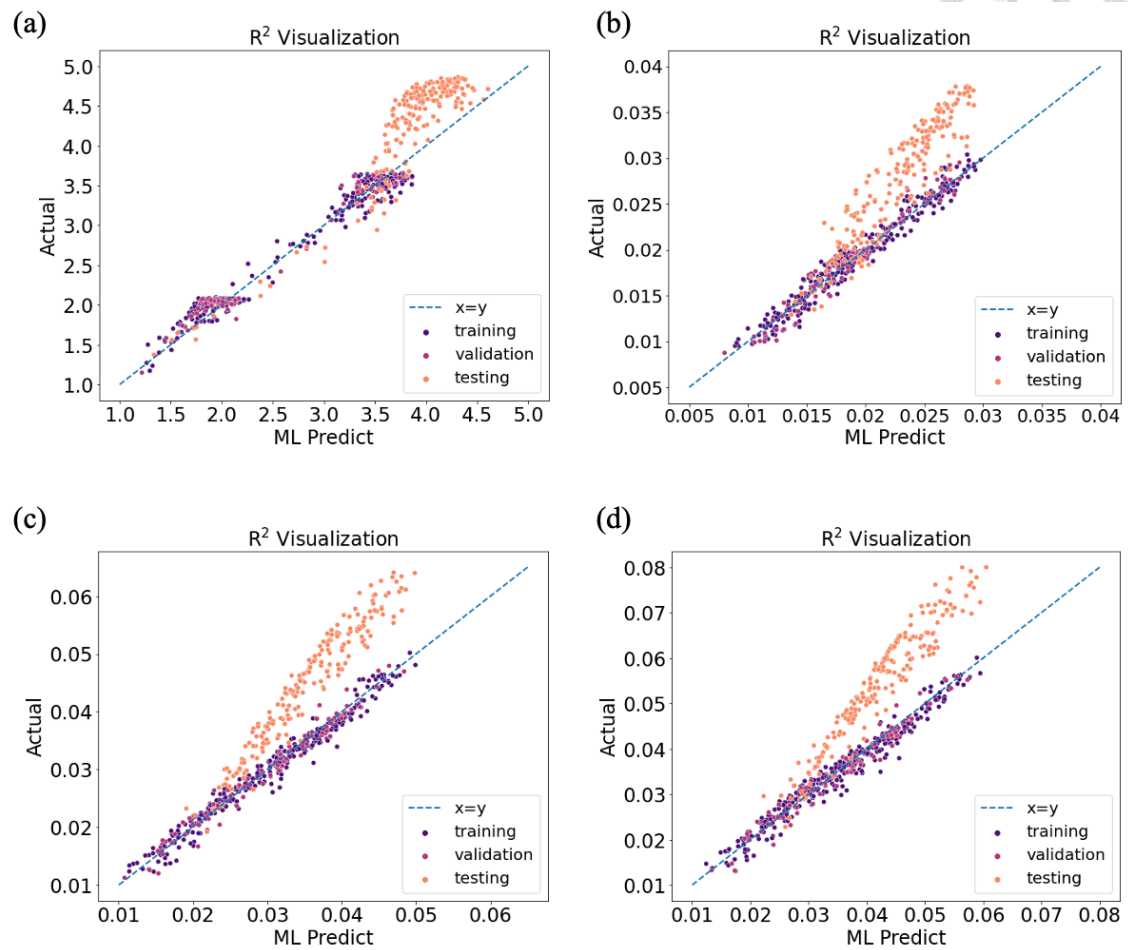 (a)
R² Visualization
Actual
5.0
4.5
4.0
3.5
3.0
2.5
2.0
1.5
1.0
x=y
training
validation
testing
1.0 1.5 2.0 2.5 3.0 3.5 4.0 4.5 5.0
ML Predict
(b)
R² Visualization
Actual
0.04
0.035
0.03
0.025
0.02
0.015
0.01
0.005
x=y
training
validation
testing
0.005 0.01 0.015 0.02 0.025 0.03 0.035 0.04
ML Predict
(c)
R² Visualization
Actual
0.06
0.05
0.04
0.03
0.02
0.01
x=y
training
validation
testing
0.01 0.02 0.03 0.04 0.05 0.06
ML Predict
(d)
R² Visualization
Actual
0.08
0.07
0.06
0.05
0.04
0.03
0.02
0.01
x=y
training
validation
testing
0.01 0.02 0.03 0.04 0.05 0.06 0.07 0.08
ML Predict